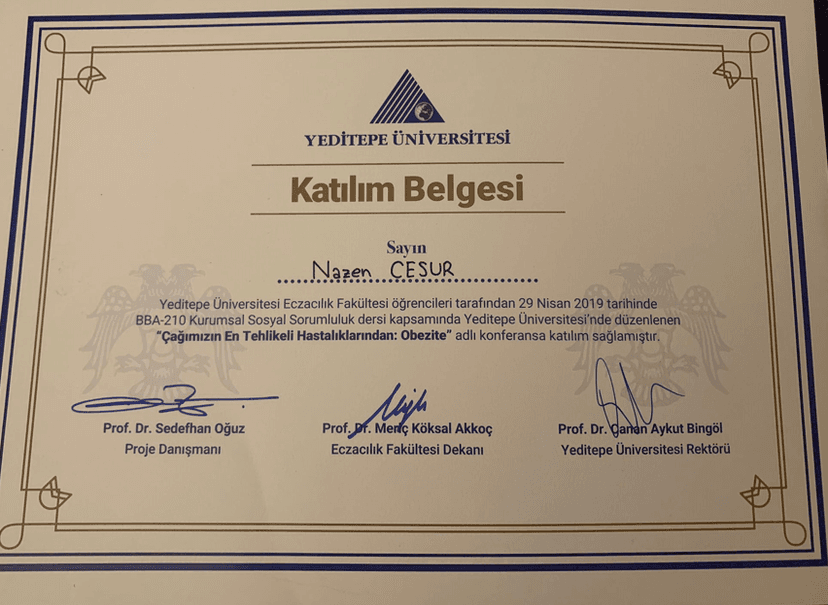 YEDİTEPE ÜNİVERSİTESİ
Katılım Belgesi
Sayın
Nazen CESUR
Yeditepe Üniversitesi Eczacılık Fakültesi öğrencileri tarafından 29 Nisan 2019 tarihinde
BBA-210 Kurumsal Sosyal Sorumluluk dersi kapsamında Yeditepe Üniversitesi’nde düzenlenen
“Çağımızın En Tehlikeli Hastalıklarından: Obezite” adlı konferansa katılım sağlamıştır.
Prof. Dr. Sedefhan Oğuz Prof. Dr. Meriç Köksal Akkoç Prof. Dr. Canan Aykut Bingöl
Proje Danışmanı Eczacılık Fakültesi Dekanı Yeditepe Üniversitesi Rektörü